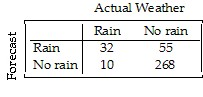 Actual Weather
Rain No rain
Forecast
Rain 32 55
No rain 10 268